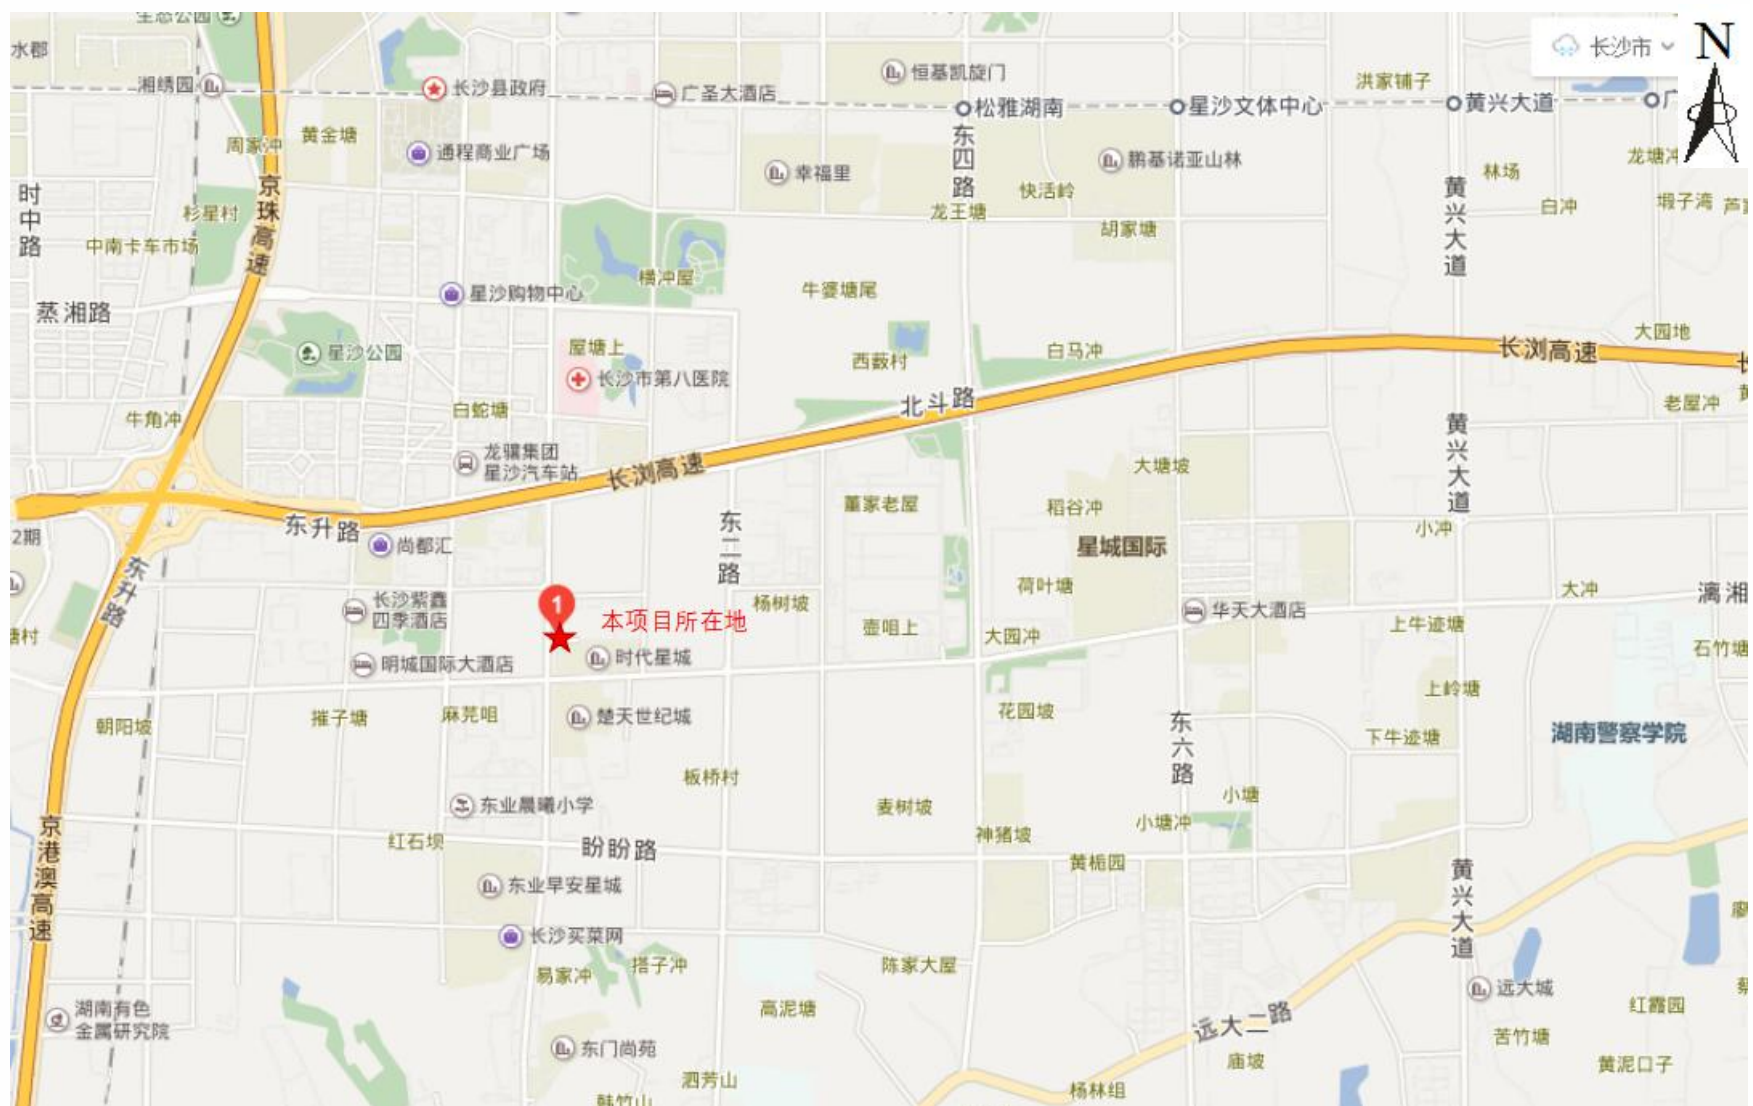 生态公园
水郡
长沙市
N
湘绣园
长沙县政府
广圣大酒店
恒基凯旋门
洪家铺子
松雅湖南
星沙文体中心
黄兴大道
黄金塘
周家冲
通程商业广场
幸福里
东四路
快活岭
鹏基诺亚山林
林场
龙塘冲
时中路
杉星村
京珠高速
龙王塘
胡家塘
黄兴大道
白冲
塅子湾
中南卡车市场
横冲屋
牛婆塘尾
蒸湘路
星沙购物中心
星沙公园
屋塘上
长沙市第八医院
西薮村
白马冲
长浏高速
大园地
牛角冲
白蛇塘
北斗路
黄兴大道
老屋冲
龙骧集团
星沙汽车站
长浏高速
大塘坡
董家老屋
稻谷冲
东升路
2期
尚都汇
东二路
星城国际
小冲
东升路
长沙紫鑫
四季酒店
1
本项目所在地
杨树坡
荷叶塘
大冲
漓湘
塘村
壶咀上
大园冲
华天大酒店
上牛迹塘
明城国际大酒店
时代星城
石竹塘
朝阳坡
摧子塘
麻芫咀
楚天世纪城
花园坡
上岭塘
东六路
下牛迹塘
湖南警察学院
板桥村
东业晨曦小学
麦树坡
小塘
京港澳高速
红石坝
盼盼路
神猪坡
小塘冲
黄栀园
黄兴大道
东业早安星城
长沙买菜网
易家冲
搭子冲
陈家大屋
湖南有色
金属研究院
高泥塘
远大二路
远大城
红霞园
苦竹塘
东门尚苑
泗芳山
庙坡
黄泥口子
杨林组
韩竹山